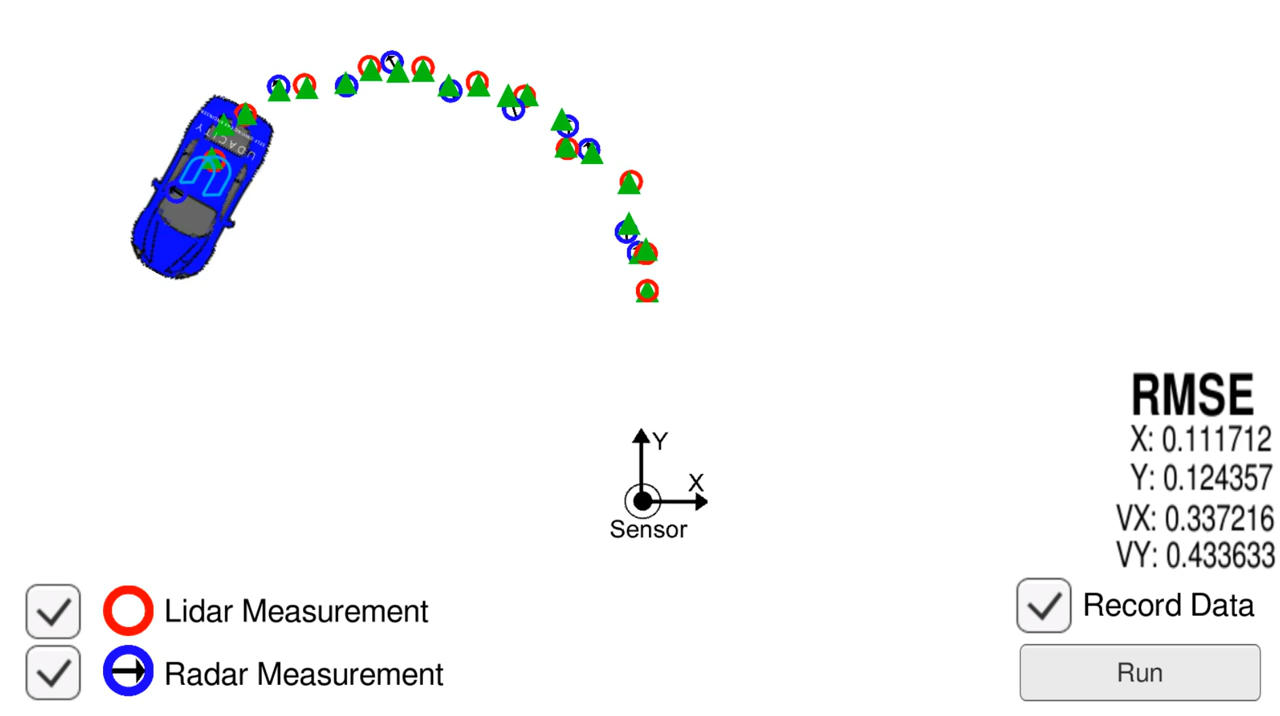 UDACITY
RMSE
X: 0.111712
Y: 0.124357
VX: 0.337216
VY: 0.433633
Y
X
Sensor
Lidar Measurement
Radar Measurement
Record Data
Run